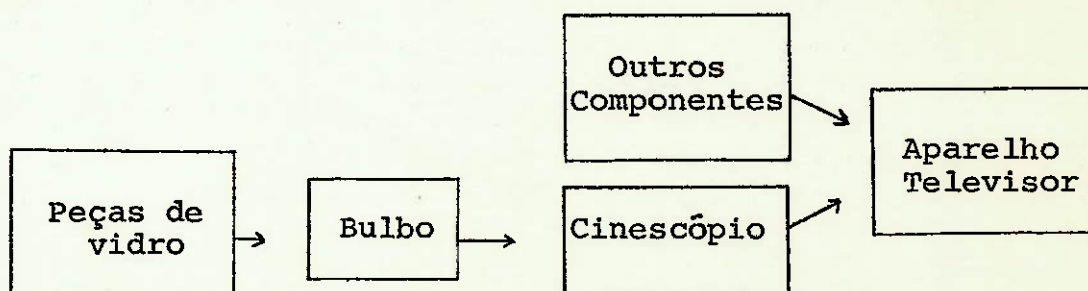 Outros
Componentes
Aparelho
Televisor
Peças de
vidro
Bulbo
Cinescópio